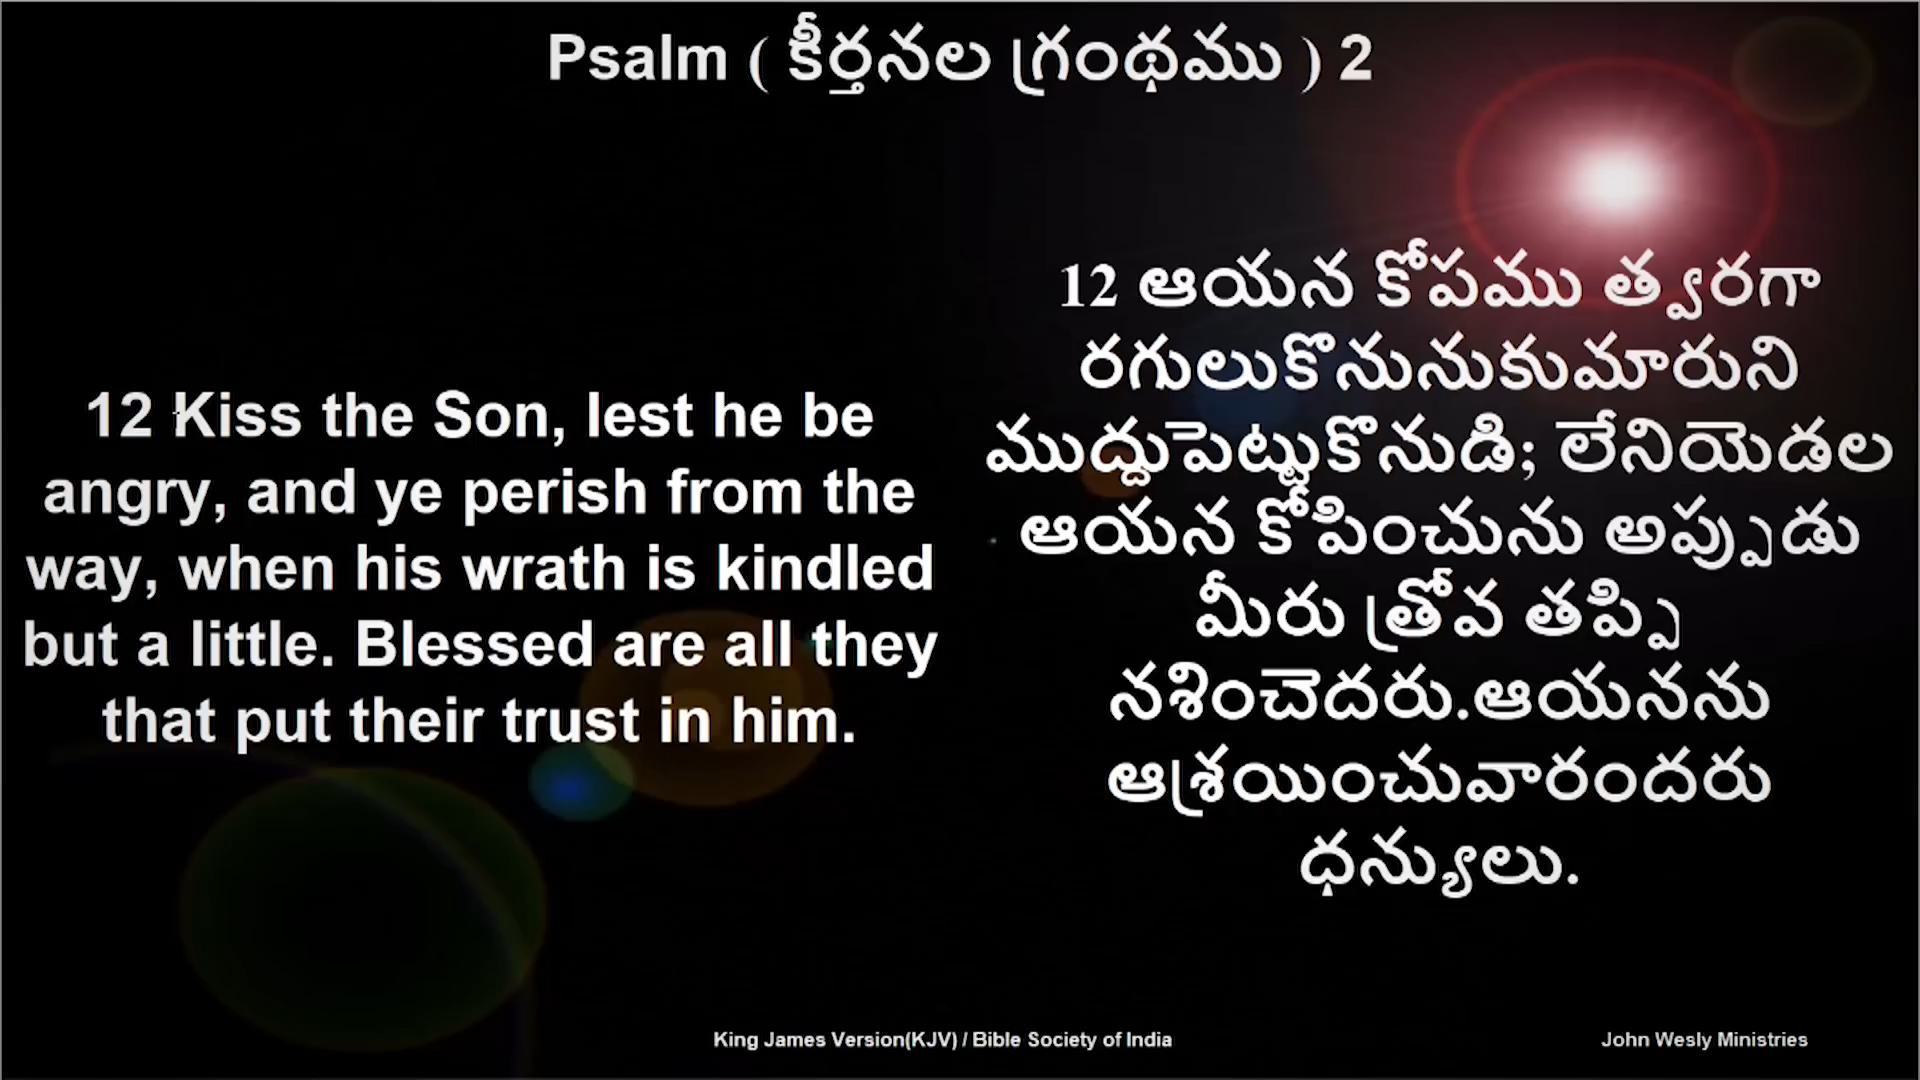 Psalm ( కీర్తనల గ్రంథము ) 2
12 Kiss the Son, lest he be
angry, and ye perish from the
way, when his wrath is kindled
but a little. Blessed are all they
that put their trust in him.
12 ఆయన కోపము త్వరగా
రగులుకొనునుకుమారుని
ముద్దుపెట్టుకొనుడి; లేనియెడల
ఆయన కోపించును అప్పుడు
మీరు త్రోవ తప్పి
నశించెదరు.ఆయనను
ఆశ్రయించువారందరు
ధన్యులు.
King James Version(KJV) / Bible Society of India
John Wesly Ministries